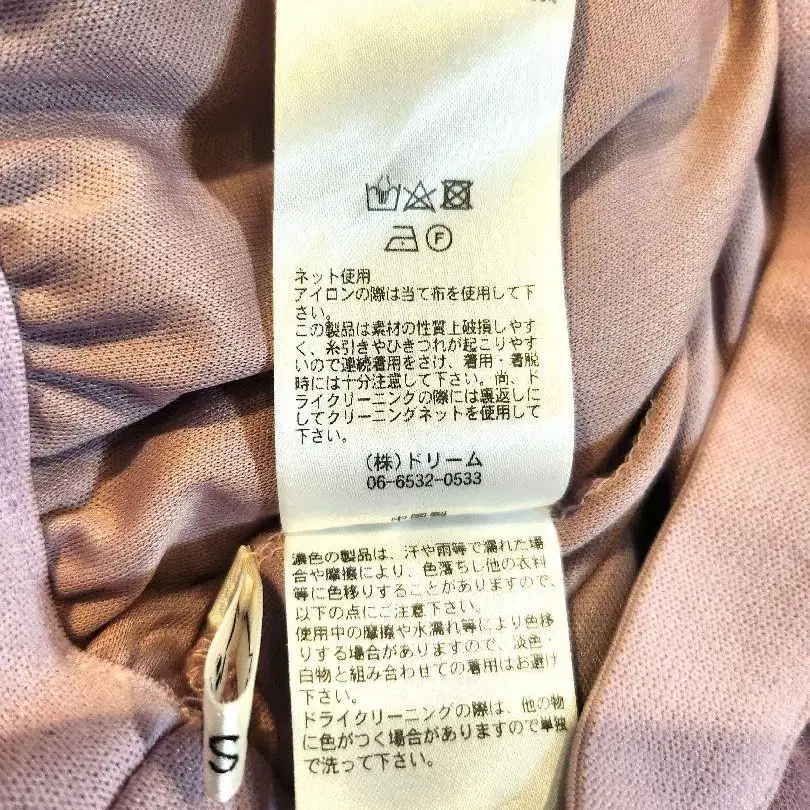 F
ネット使用
アイロンの際は当て布を使用して下
さい。
この製品は素材の性質上破損しやす
く、糸引きやひきつれが起こりやす
いので連続着用をさけ、着用・着脱
時には十分注意して下さい。尚、ド
ライクリーニングの際には裏返しに
してクリーニングネットを使用して
下さい。
(株)ドリーム
06-6532-0533
濃色の製品は、汗や雨等で濡れた場
合や摩擦により、色落ちし他の衣料
等に色移りすることがありますので、
以下の点にご注意下さい。
使用中の摩擦や水濡れ等により色移
りする場合がありますので、淡色・
白物と組み合わせての着用はお避け
下さい。
ドライクリーニングの際は、他の物
に色がつく場合がありますので単独
で洗って下さい。
S